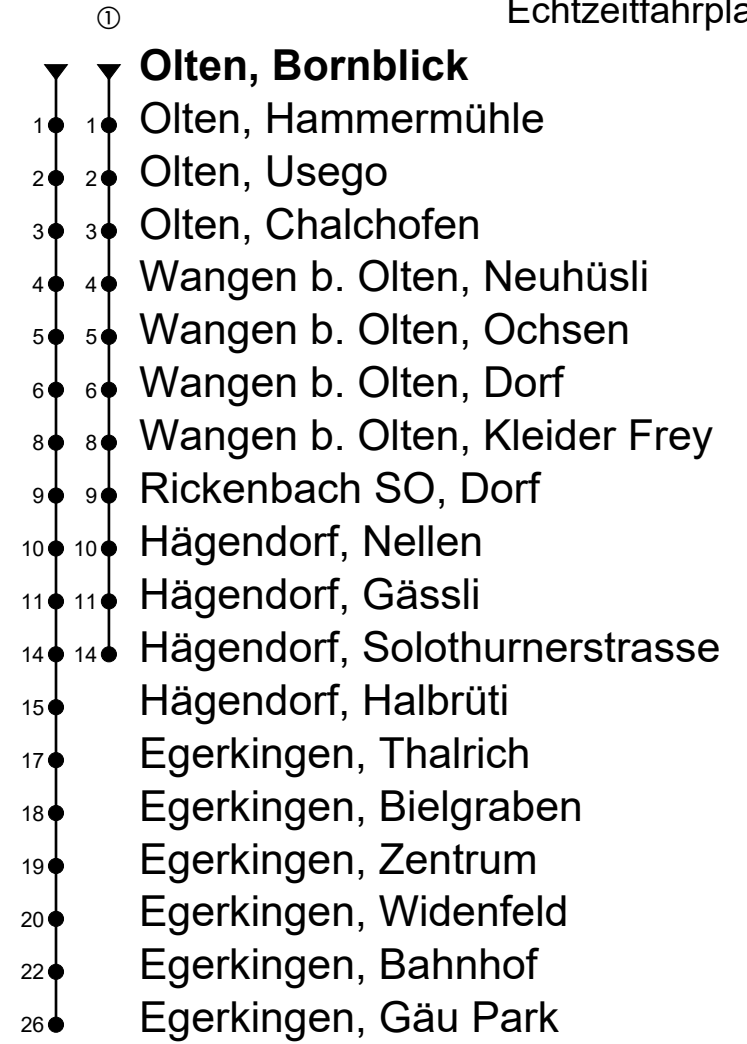 ① Echtzeitfahrpla
Olten, Bornblick
1 1 Olten, Hammermühle
2 2 Olten, Usego
3 3 Olten, Chalchofen
4 4 Wangen b. Olten, Neuhüsli
5 5 Wangen b. Olten, Ochsen
6 6 Wangen b. Olten, Dorf
8 8 Wangen b. Olten, Kleider Frey
9 9 Rickenbach SO, Dorf
10 10 Hägendorf, Nellen
11 11 Hägendorf, Gässli
14 14 Hägendorf, Solothurnerstrasse
15 Hägendorf, Halbrüti
17 Egerkingen, Thalrich
18 Egerkingen, Bielgraben
19 Egerkingen, Zentrum
20 Egerkingen, Widenfeld
22 Egerkingen, Bahnhof
26 Egerkingen, Gäu Park